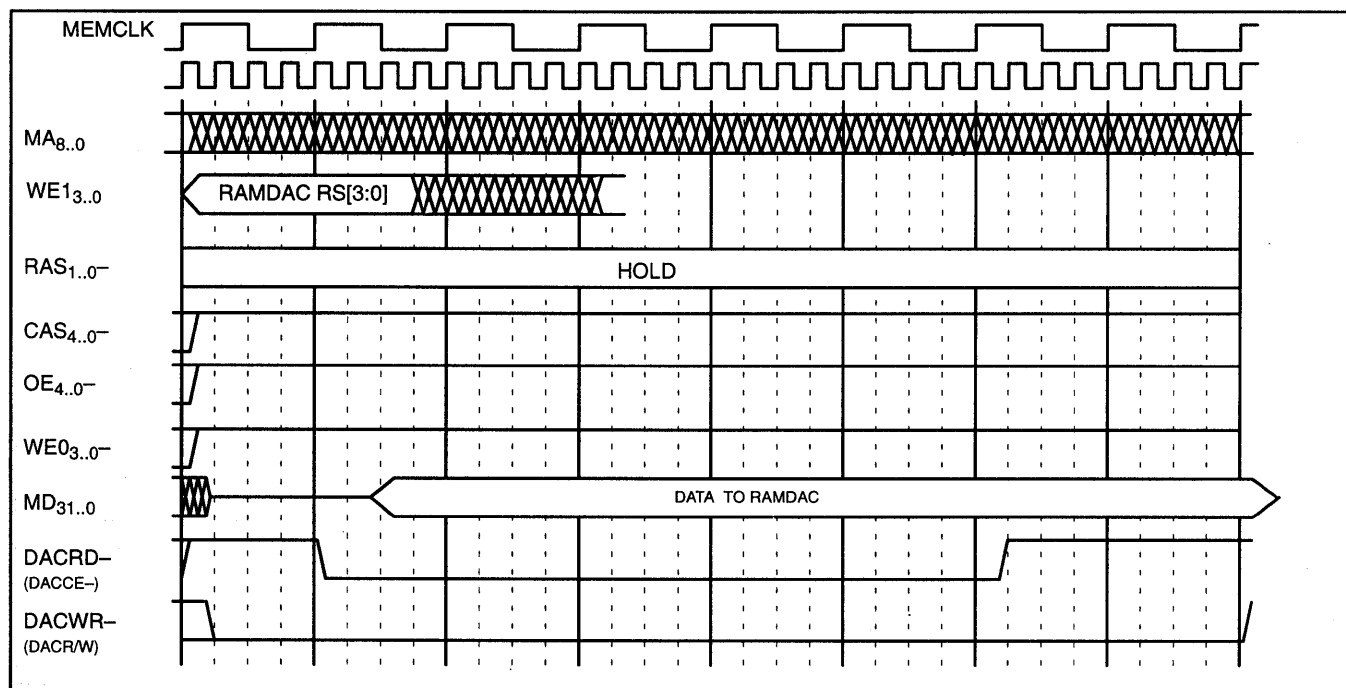 MEMCLK
MA8..0
WE13..0
RAMDAC RS[3:0]
RAS1..0–
HOLD
CAS4..0–
OE4..0–
WE03..0–
MD31..0
DATA TO RAMDAC
DACRD–
(DACCE–)
DACWR–
(DACR/W)